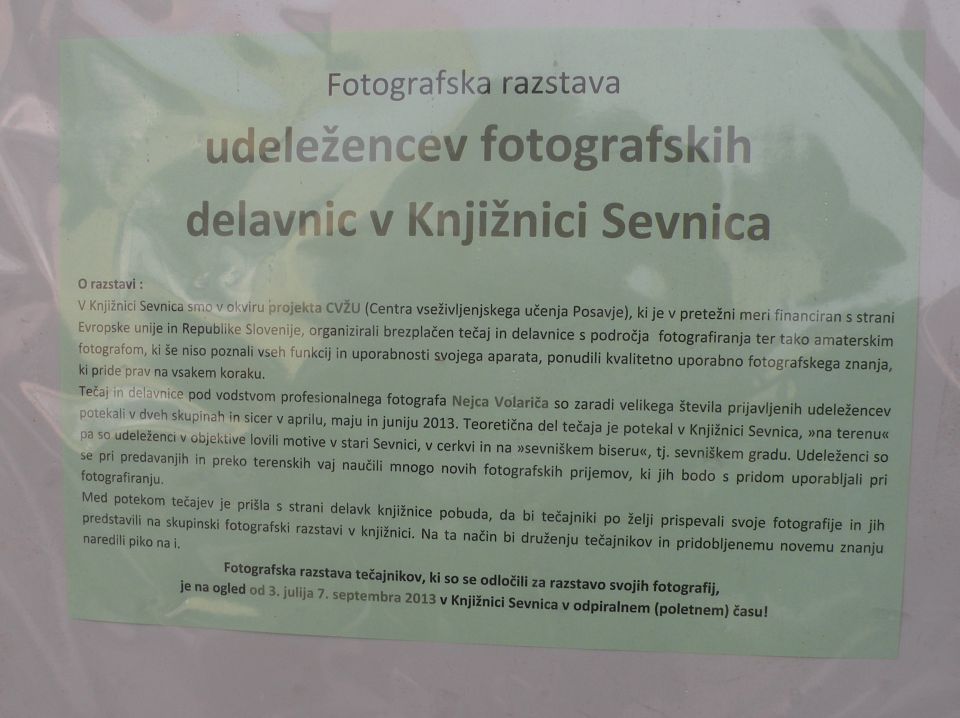 Fotografska razstava
udeležencev fotografskih
delavnic v Knjižnici Sevnica
O razstavi :
V Knjižnici Sevnica smo v okviru projekta CVŽU (Centra vseživljenjskega učenja Posavje), ki je v pretežni meri financiran s strani
Evropske unije in Republike Slovenije, organizirali brezplačen tečaj in delavnice s področja fotografiranja ter tako amaterskim
fotografom, ki še niso poznali vseh funkcij in uporabnosti svojega aparata, ponudili kvalitetno uporabno fotografskega znanja,
ki pride prav na vsakem koraku.
Tečaj in delavnice pod vodstvom profesionalnega fotografa Nejca Volariča so zaradi velikega števila prijavljenih udeležencev
potekali v dveh skupinah in sicer v aprilu, maju in juniju 2013. Teoretična del tečaja je potekal v Knjižnici Sevnica, »na terenu«
pa so udeleženci v objektive lovili motive v stari Sevnici, v cerkvi in na »sevniškem biseru«, tj. sevniškem gradu. Udeleženci so
se pri predavanjih in preko terenskih vaj naučili mnogo novih fotografskih prijemov, ki jih bodo s pridom uporabljali pri
fotografiranju.
Med potekom tečajev je prišla s strani delavk knjižnice pobuda, da bi tečajniki po želji prispevali svoje fotografije in jih
predstavili na skupinski fotografski razstavi v knjižnici. Na ta način bi druženju tečajnikov in pridobljenemu novemu znanju
naredili piko na i.
Fotografska razstava tečajnikov, ki so se odločili za razstavo svojih fotografij,
je na ogled od 3. julija 7. septembra 2013 v Knjižnici Sevnica v odpiralnem (poletnem) času!